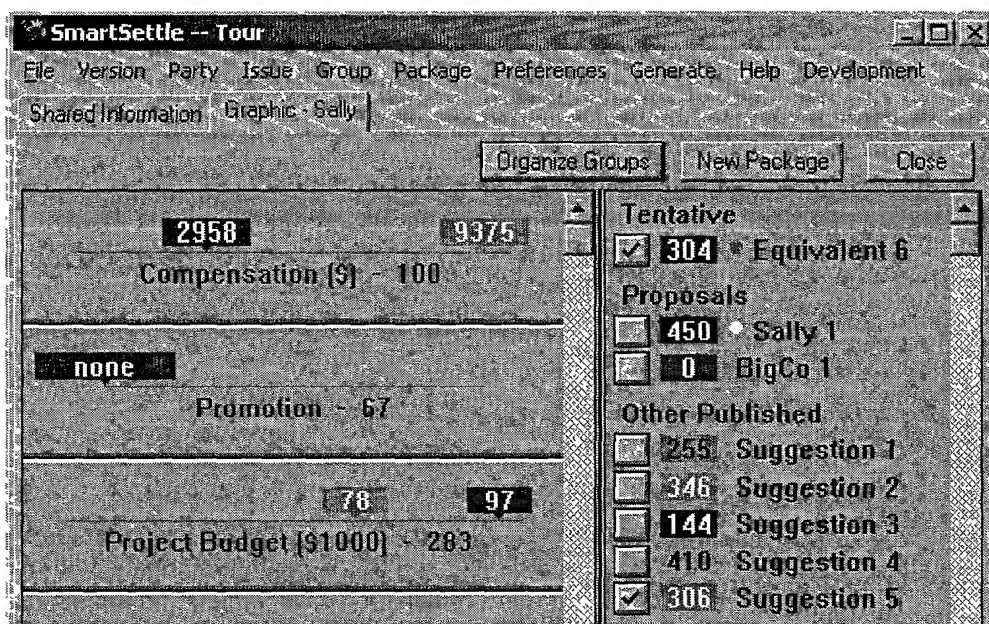 SmartSettle -- Tour
File Version Party Issue Group Package Preferences Generate Help Development
Shared Information Graphic - Sally
Organize Groups New Package Close
2958 9375
Compensation ($) - 100
none
Promotion - 67
78 97
Project Budget ($1000) - 283
Tentative
304 * Equivalent 6
Proposals
450 Sally 1
0 BigCo 1
Other Published
255 Suggestion 1
346 Suggestion 2
144 Suggestion 3
410 Suggestion 4
306 Suggestion 5